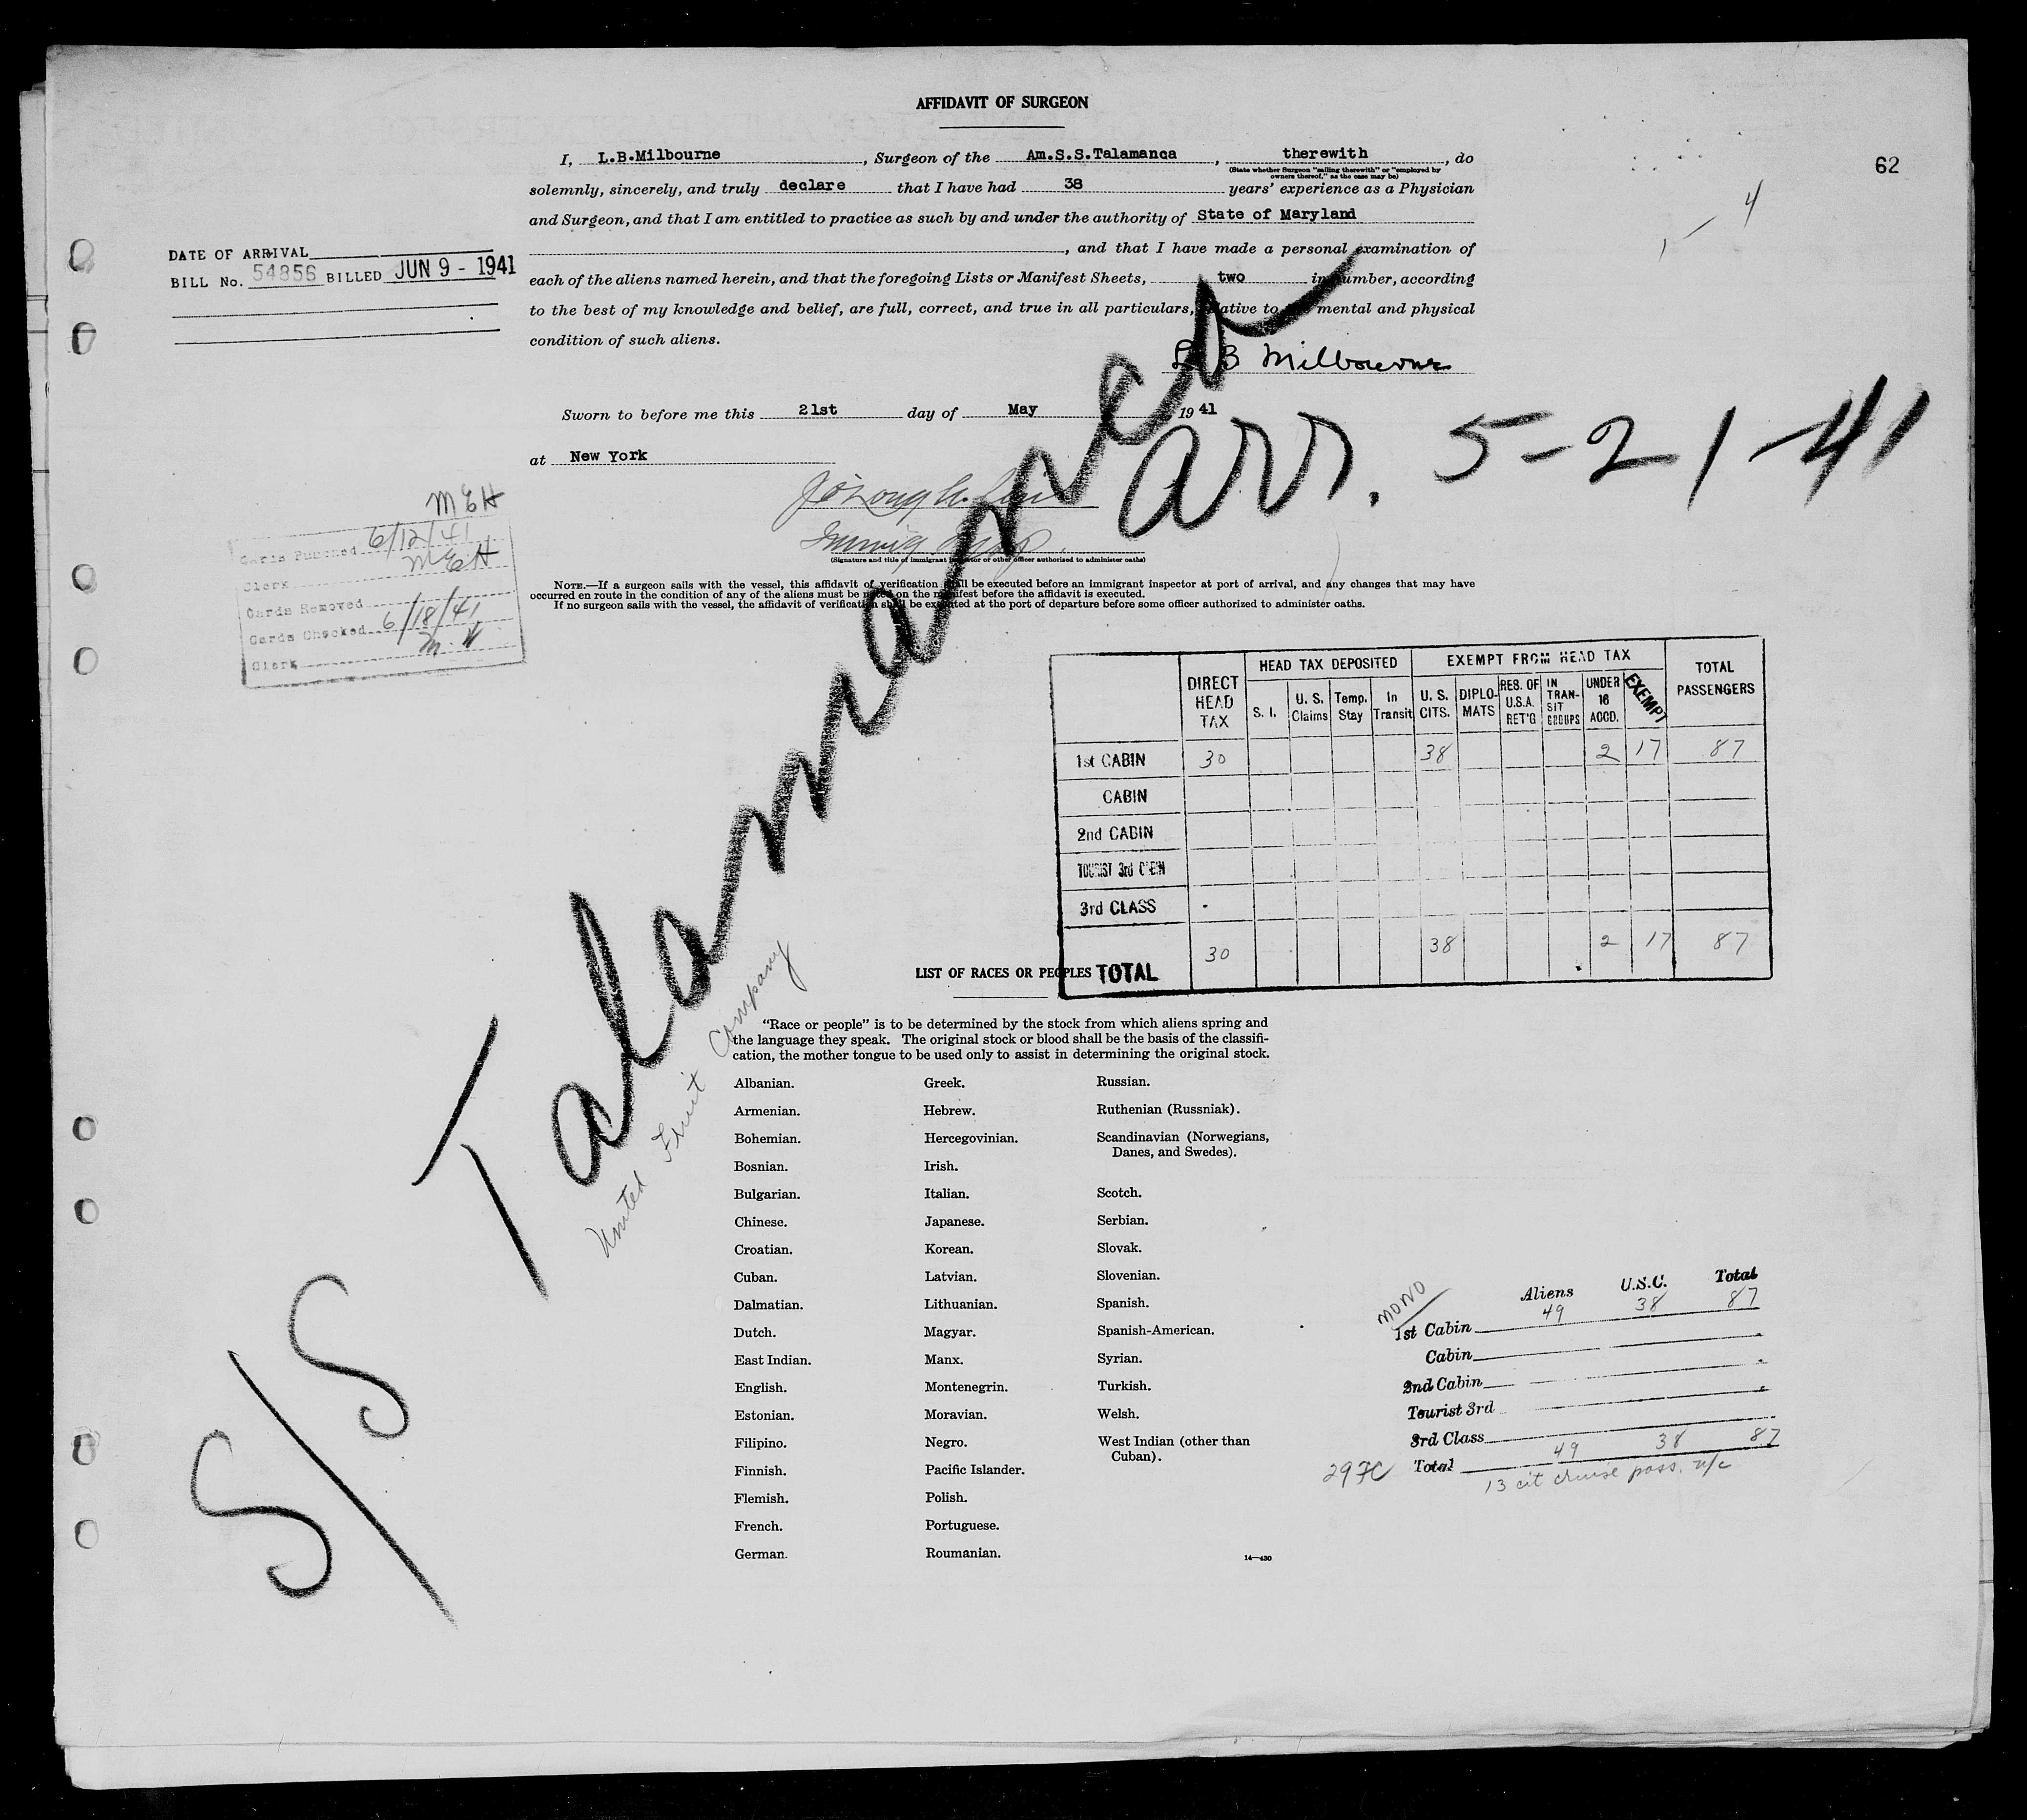 AFFIDAVIT OF SURGEON
62
4
I, L.B.Milbourne, Surgeon of the Am.S.S.Talamanca, therewith, do
(State whether Surgeon "sailing therewith" or "employed by owners thereof," as the case may be)
solemnly, sincerely, and truly declare that I have had 38 years' experience as a Physician
and Surgeon, and that I am entitled to practice as such by and under the authority of State of Maryland
, and that I have made a personal examination of
each of the aliens named herein, and that the foregoing Lists or Manifest Sheets, two in number, according
to the best of my knowledge and belief, are full, correct, and true in all particulars, relative to mental and physical
condition of such aliens.
L B Milbourne
DATE OF ARRIVAL
BILL No. 54856 BILLED JUN 9 - 1941
Sworn to before me this 21st day of May 1941
at New York
arr. 5-21-41
(Signature and title of immigrant inspector or other officer authorized to administer oaths)
MEH
Cards Punched 6/12/41
Clerk MEH
Cards Removed
Cards Checked 6/18/41
Clerk
NOTE.—If a surgeon sails with the vessel, this affidavit of verification shall be executed before an immigrant inspector at port of arrival, and any changes that may have
occurred en route in the condition of any of the aliens must be noted on the manifest before the affidavit is executed.
If no surgeon sails with the vessel, the affidavit of verification shall be executed at the port of departure before some officer authorized to administer oaths.
S/S Talamanca
United Fruit Company
DIRECT HEAD TAX
HEAD TAX DEPOSITED
EXEMPT FROM HEAD TAX
TOTAL PASSENGERS
S. I. U. S. Claims Temp. Stay In Transit U. S. CITS. DIPLO-MATS RES. OF U.S.A. RET'G IN TRAN-SIT GROUPS UNDER 16 ACCD. EXEMPT
1st CABIN 30 38 2 17 87
CABIN
2nd CABIN
TOURIST 3rd CABIN
3rd CLASS
TOTAL 30 38 2 17 87
LIST OF RACES OR PEOPLES
"Race or people" is to be determined by the stock from which aliens spring and
the language they speak. The original stock or blood shall be the basis of the classifi-
cation, the mother tongue to be used only to assist in determining the original stock.
Albanian.
Armenian.
Bohemian.
Bosnian.
Bulgarian.
Chinese.
Croatian.
Cuban.
Dalmatian.
Dutch.
East Indian.
English.
Estonian.
Filipino.
Finnish.
Flemish.
French.
German.
Greek.
Hebrew.
Hercegovinian.
Irish.
Italian.
Japanese.
Korean.
Latvian.
Lithuanian.
Magyar.
Manx.
Montenegrin.
Moravian.
Negro.
Pacific Islander.
Polish.
Portuguese.
Roumanian.
Russian.
Ruthenian (Russniak).
Scandinavian (Norwegians,
Danes, and Swedes).
Scotch.
Serbian.
Slovak.
Slovenian.
Spanish.
Spanish-American.
Syrian.
Turkish.
Welsh.
West Indian (other than
Cuban).
14—430
MONO
Aliens U.S.C. Total
1st Cabin 49 38 87
Cabin
2nd Cabin
Tourist 3rd
3rd Class
Total 49 38 87
13 cit cruise pass. n/c